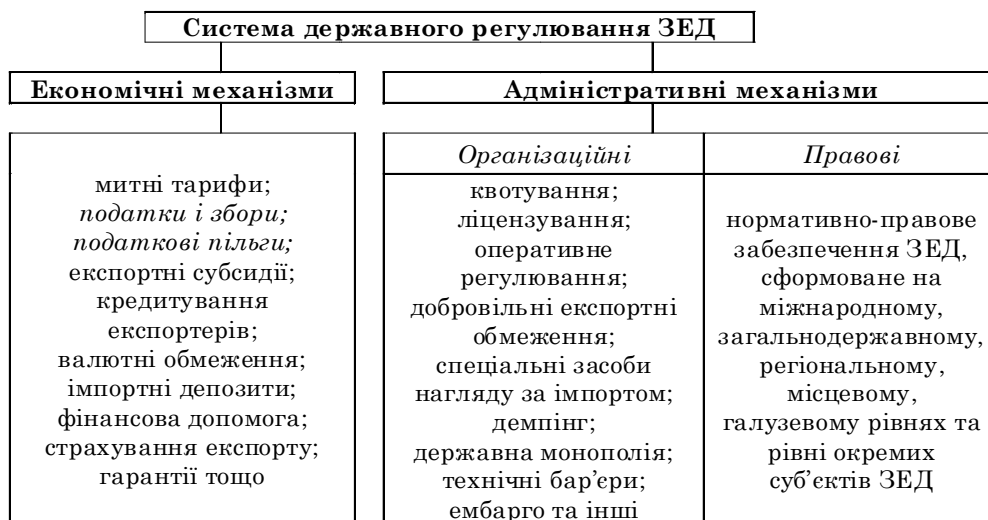 Система державного регулювання ЗЕД
Економічні механізми
Адміністративні механізми
митні тарифи;
податки і збори;
податкові пільги;
експортні субсидії;
кредитування
експортерів;
валютні обмеження;
імпортні депозити;
фінансова допомога;
страхування експорту;
гарантії тощо
Організаційні
квотування;
ліцензування;
оперативне
регулювання;
добровільні експортні
обмеження;
спеціальні засоби
нагляду за імпортом;
демпінг;
державна монополія;
технічні бар’єри;
ембарго та інші
Правові
нормативно-правове
забезпечення ЗЕД,
сформоване на
міжнародному,
загальнодержавному,
регіональному,
місцевому,
галузевому рівнях та
рівні окремих
суб’єктів ЗЕД